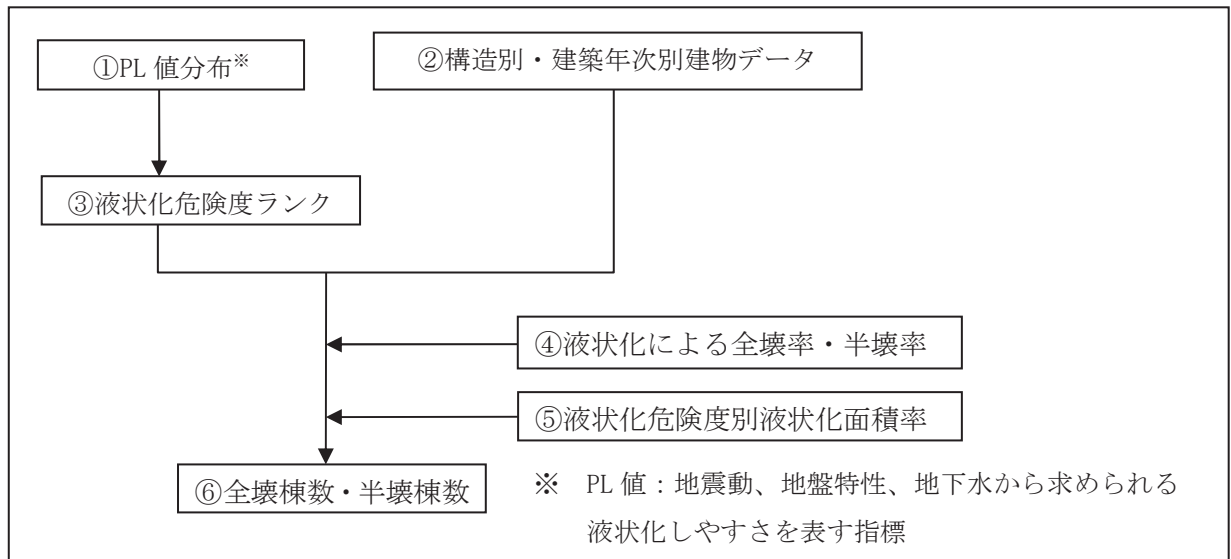 ①PL 値分布※
②構造別・建築年次別建物データ
③液状化危険度ランク
④液状化による全壊率・半壊率
⑤液状化危険度別液状化面積率
⑥全壊棟数・半壊棟数
※ PL 値：地震動、地盤特性、地下水から求められる
液状化しやすさを表す指標